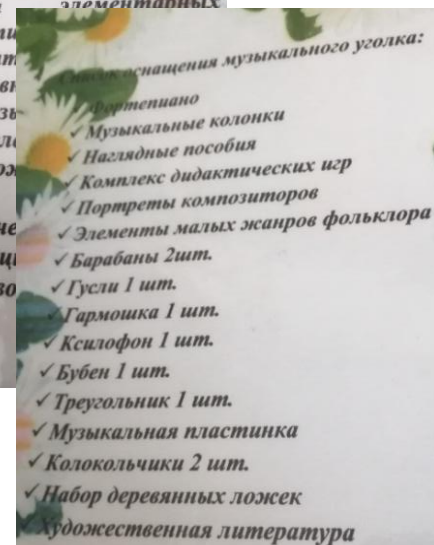 элементарных
Список оснащения музыкального уголка:
Фортепиано
✓ Музыкальные колонки
✓ Наглядные пособия
✓ Комплекс дидактических игр
✓ Портреты композиторов
✓ Элементы малых жанров фольклора
✓ Барабаны 2шт.
✓ Гусли 1 шт.
✓ Гармошка 1 шт.
✓ Ксилофон 1 шт.
✓ Бубен 1 шт.
✓ Треугольник 1 шт.
✓ Музыкальная пластинка
✓ Колокольчики 2 шт.
✓ Набор деревянных ложек
✓ Художественная литература